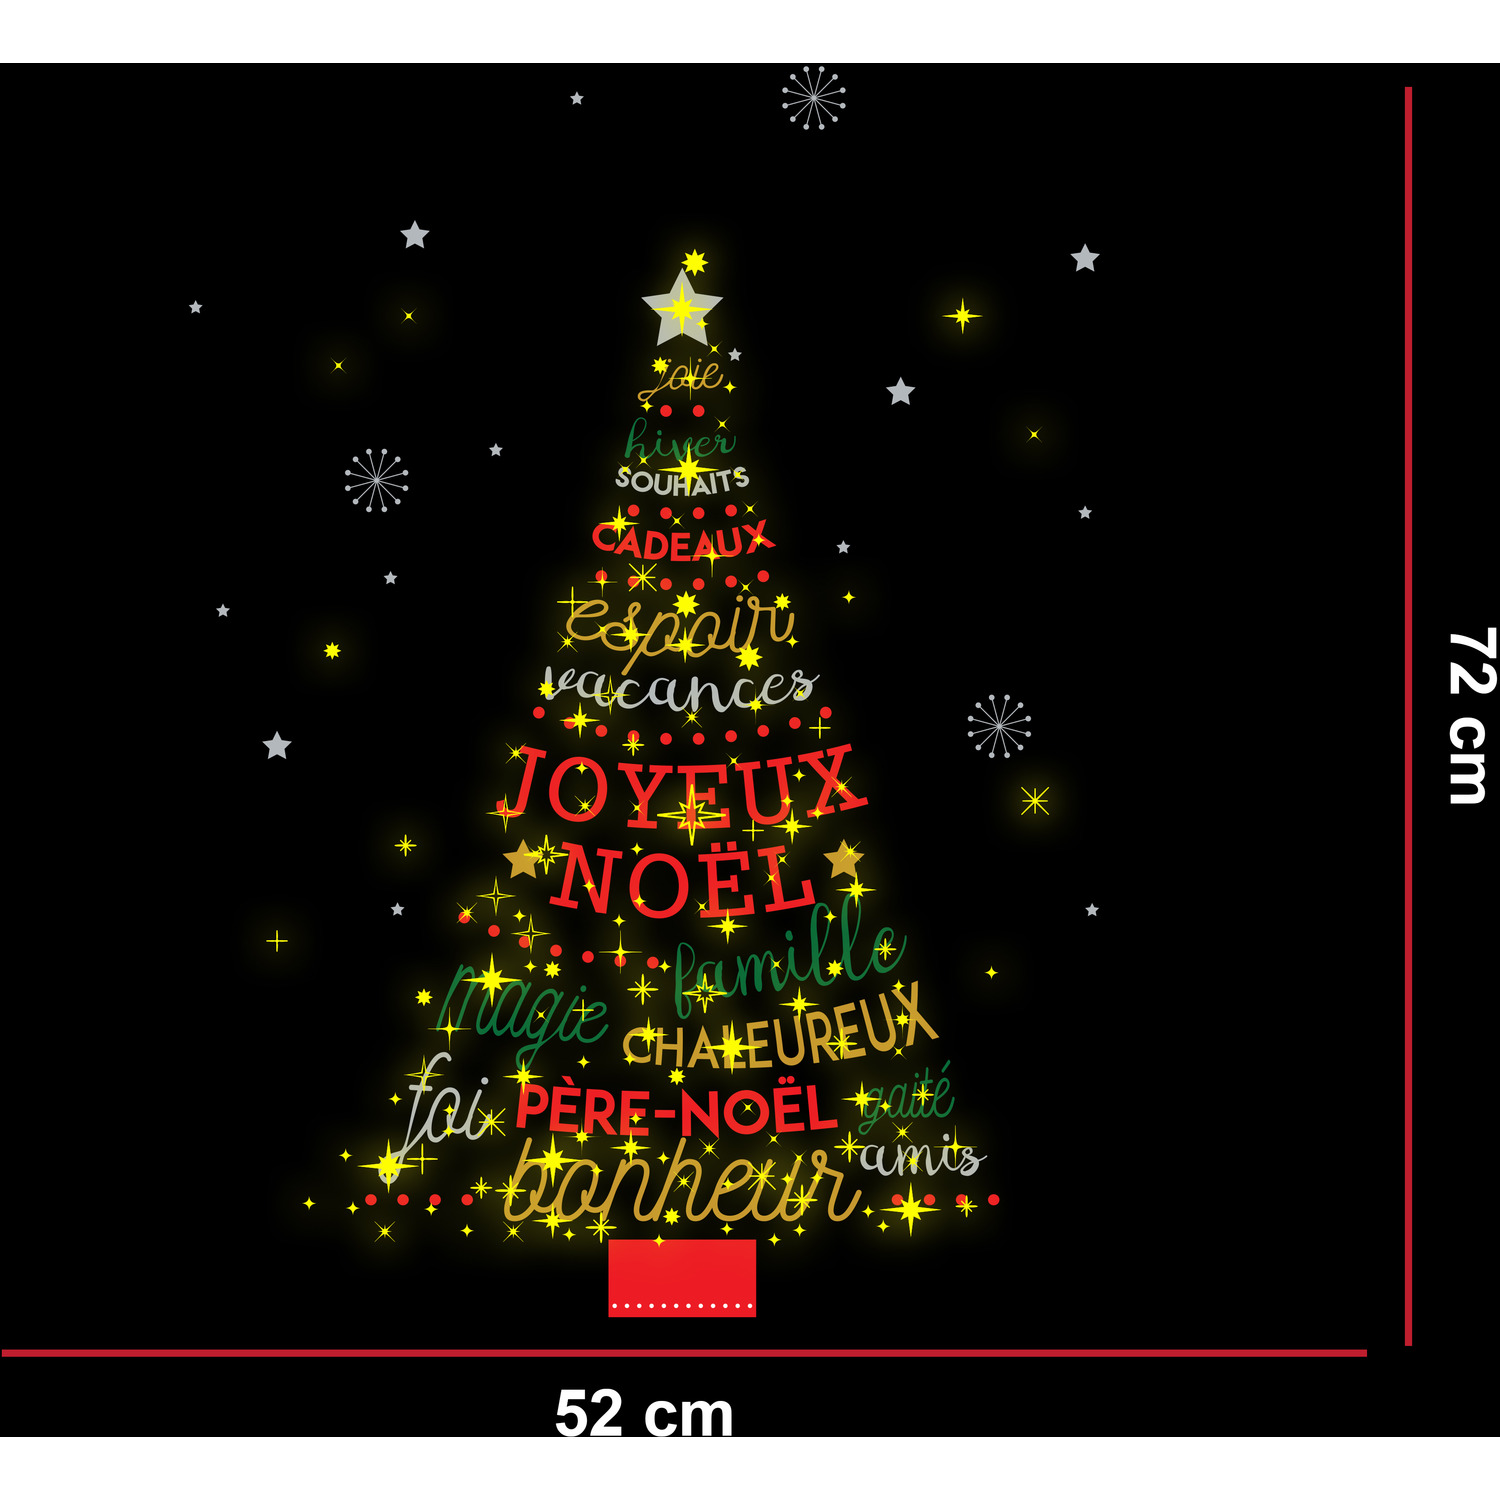 joie
hiver
SOUHAITS
CADEAUX
espoir
vacances
JOYEUX
NOËL
famille
magie
CHALEUREUX
foi
PÈRE-NOËL
gaité
amis
bonheur
72 cm
52 cm